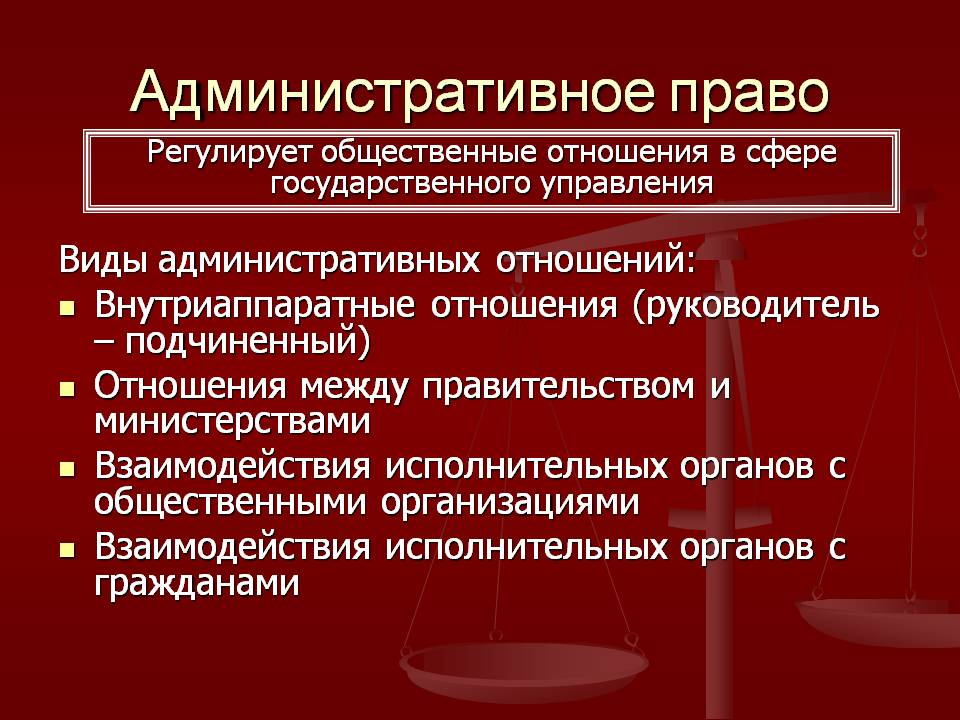 Административное право
Регулирует общественные отношения в сфере
государственного управления
Виды административных отношений:
Внутриаппаратные отношения (руководитель
– подчиненный)
Отношения между правительством и
министерствами
Взаимодействия исполнительных органов с
общественными организациями
Взаимодействия исполнительных органов с
гражданами